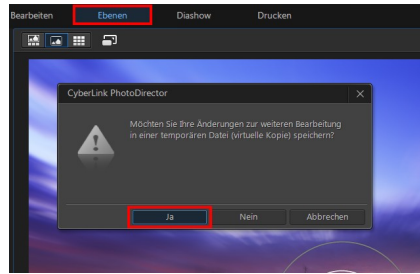 Bearbeiten Ebenen Diashow Drucken
CyberLink PhotoDirector
Möchten Sie Ihre Änderungen zur weiteren Bearbeitung
in einer temporären Datei (virtuelle Kopie) speichern?
Ja Nein Abbrechen